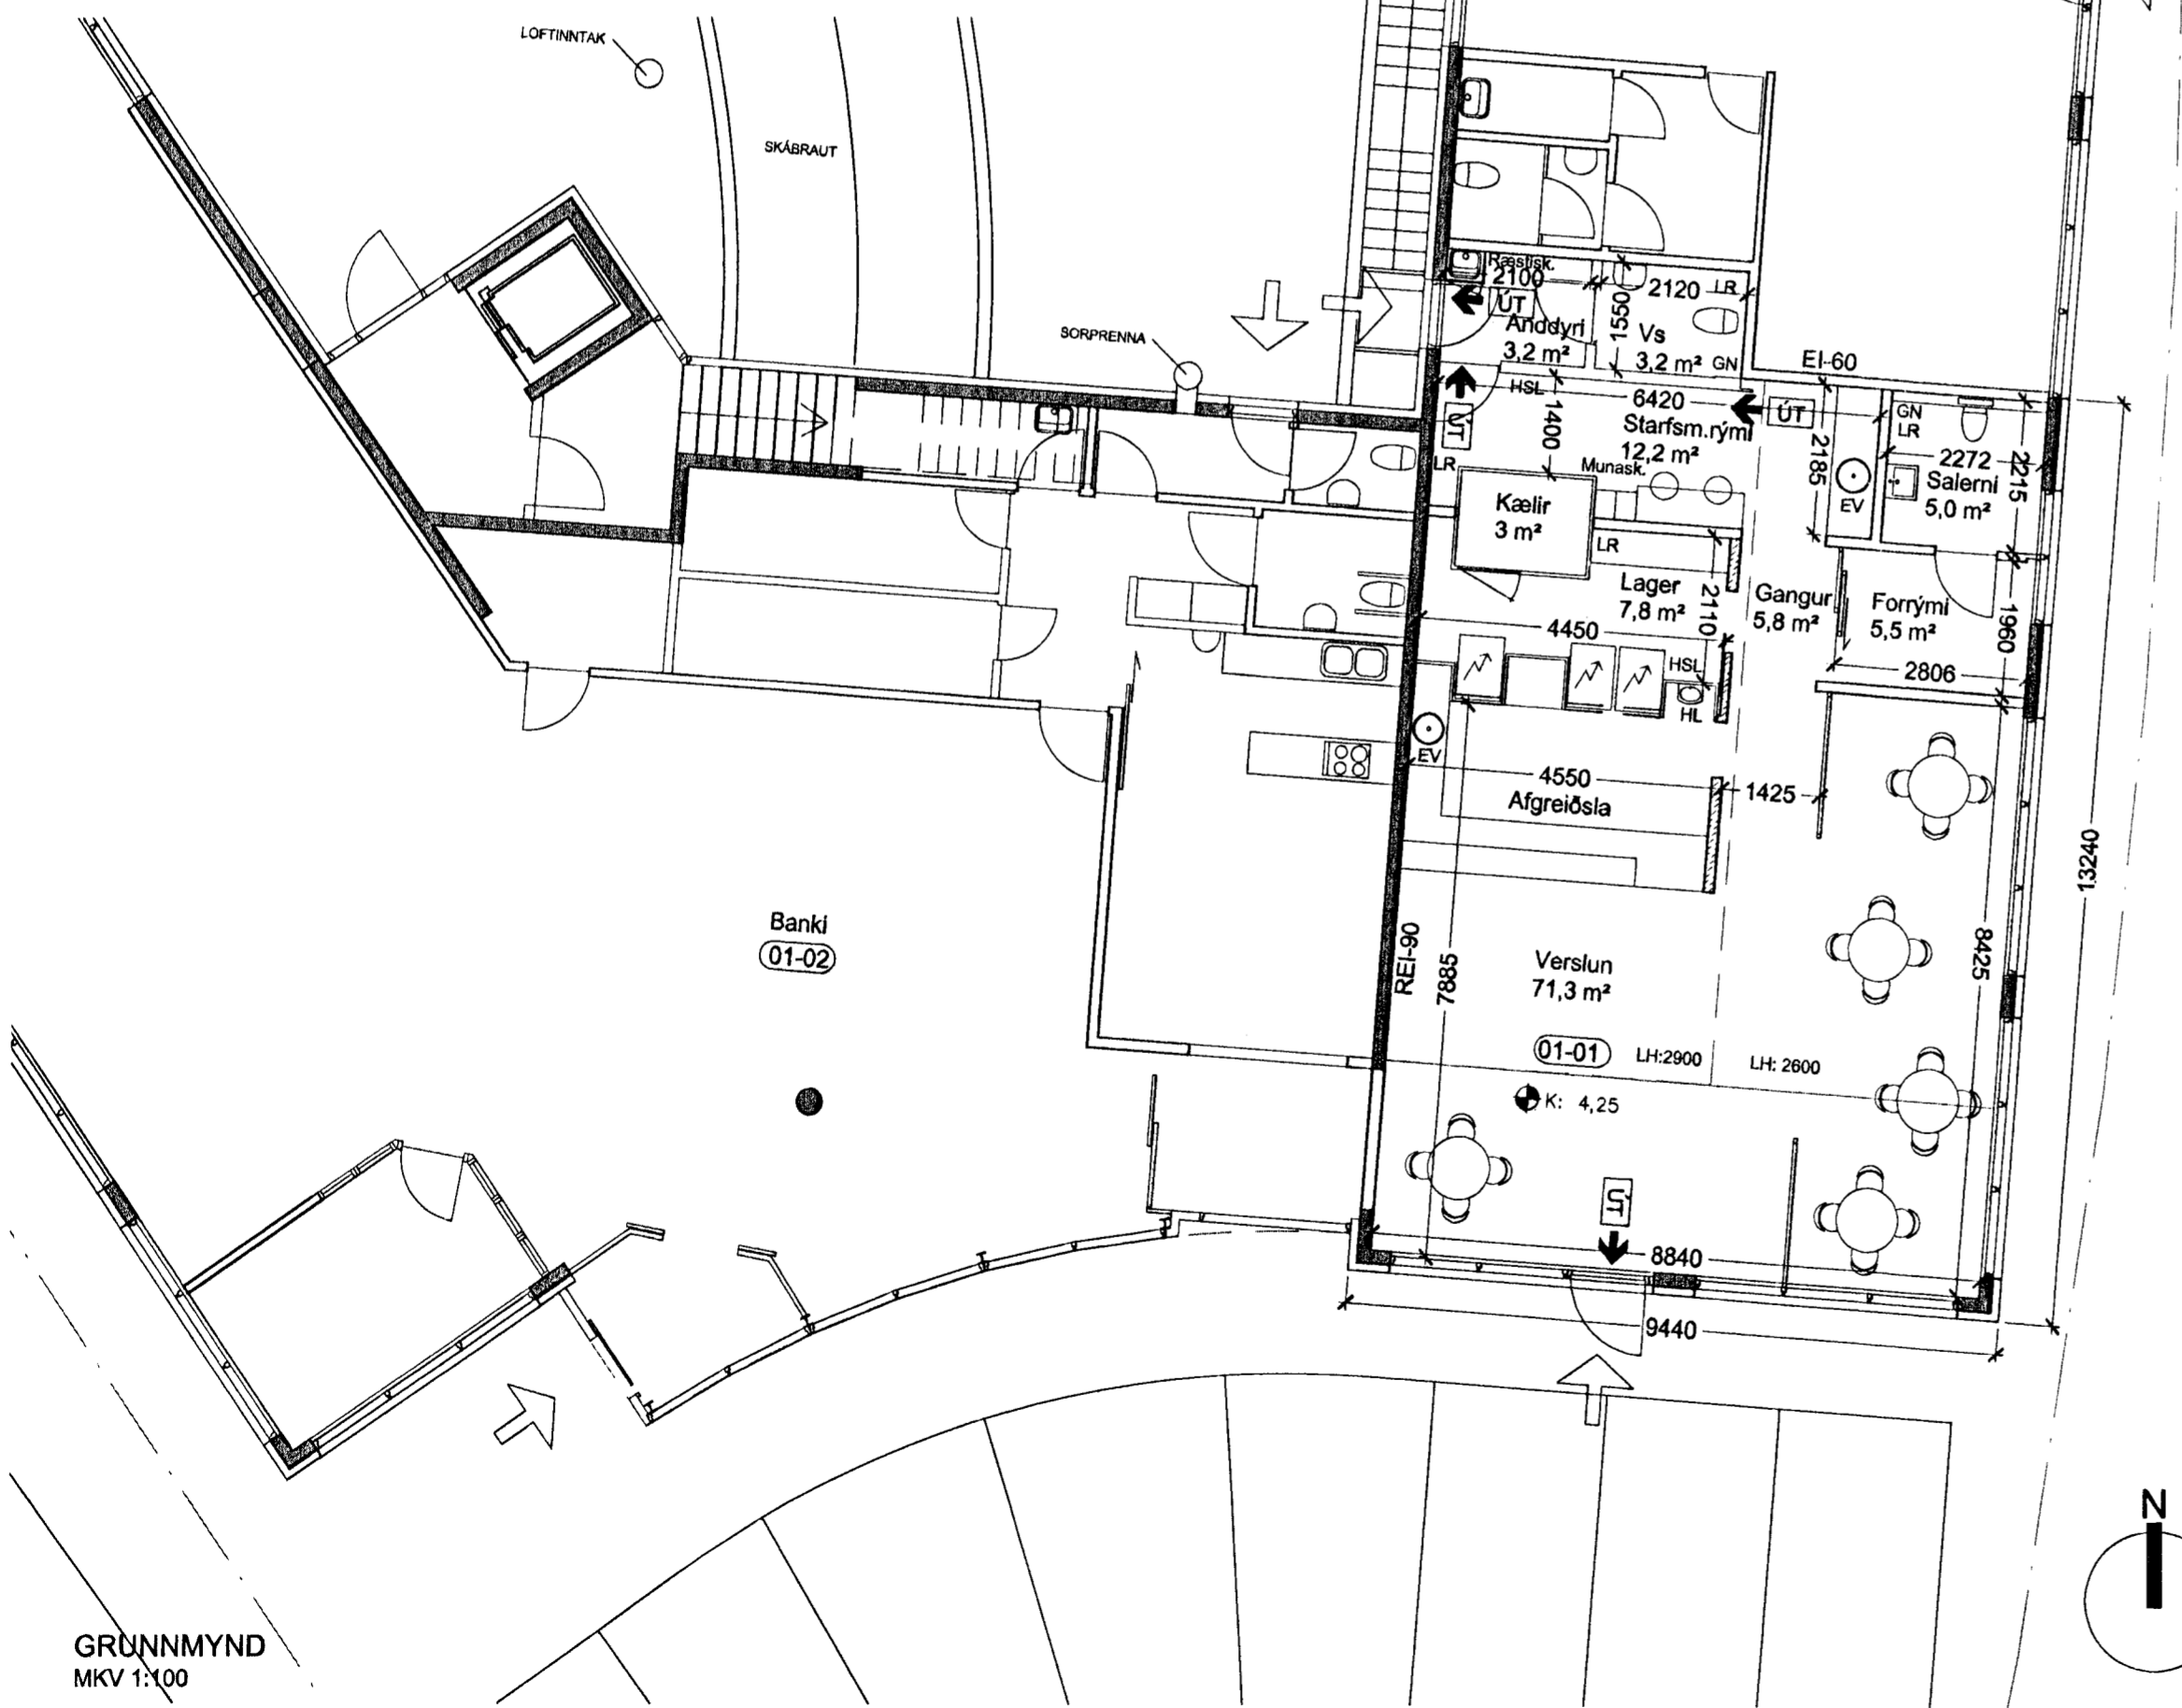 LOFTINNTAK
SKÁBRAUT
SORPRENNA
Ræstisk.
2100
ÚT
Anddyri
3,2 m²
1550
2120
LR
Vs
3,2 m²
GN
EI-60
HSL
6420
ÚT
ÚT
1400
Starfsm.rými
12,2 m²
LR
Munask.
2185
EV
GN
LR
2272
Salerni
5,0 m²
2215
Kælir
3 m²
LR
Lager
7,8 m²
2110
Gangur
5,8 m²
Forrými
5,5 m²
1960
4450
HSL
HL
2806
EV
4550
Afgreiðsla
1425
13240
Banki
01-02
REI-90
7885
Verslun
71,3 m²
8425
01-01
LH:2900
LH: 2600
K: 4,25
ÚT
8840
9440
N
GRUNNMYND
MKV 1:100